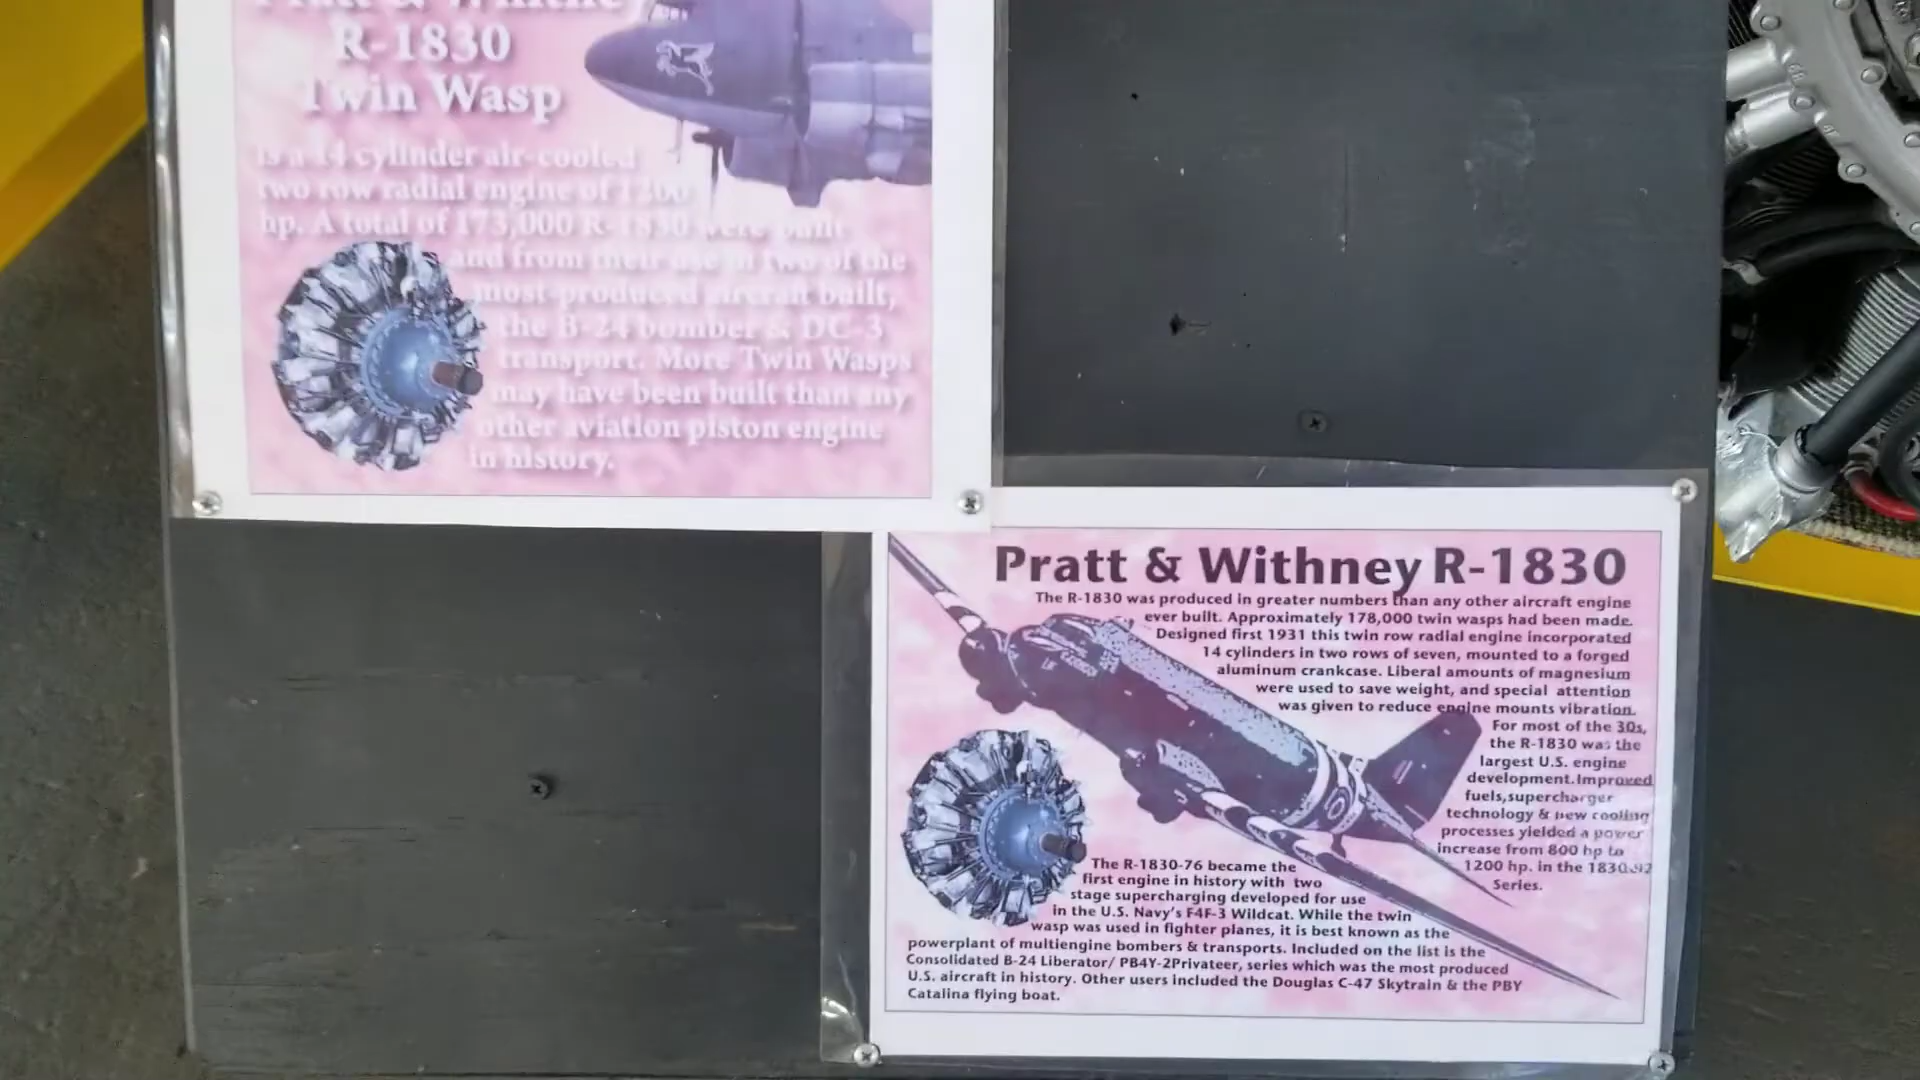 Pratt & Withne
R-1830
Twin Wasp
is a 14 cylinder air-cooled
two row radial engine of 1200
hp. A total of 173,000 R-1830 were built
and from their use in two of the
most-produced aircraft built,
the B-24 bomber & DC-3
transport. More Twin Wasps
may have been built than any
other aviation piston engine
in history.
Pratt & Withney R-1830
The R-1830 was produced in greater numbers than any other aircraft engine
ever built. Approximately 178,000 twin wasps had been made.
Designed first 1931 this twin row radial engine incorporated
14 cylinders in two rows of seven, mounted to a forged
aluminum crankcase. Liberal amounts of magnesium
were used to save weight, and special attention
was given to reduce engine mounts vibration.
For most of the 30s,
the R-1830 was the
largest U.S. engine
development. Improved
fuels,supercharger
technology & new cooling
processes yielded a power
increase from 800 hp to
1200 hp. in the 1830-92
Series.
The R-1830-76 became the
first engine in history with two
stage supercharging developed for use
in the U.S. Navy's F4F-3 Wildcat. While the twin
wasp was used in fighter planes, it is best known as the
powerplant of multiengine bombers & transports. Included on the list is the
Consolidated B-24 Liberator/ PB4Y-2Privateer, series which was the most produced
U.S. aircraft in history. Other users included the Douglas C-47 Skytrain & the PBY
Catalina flying boat.